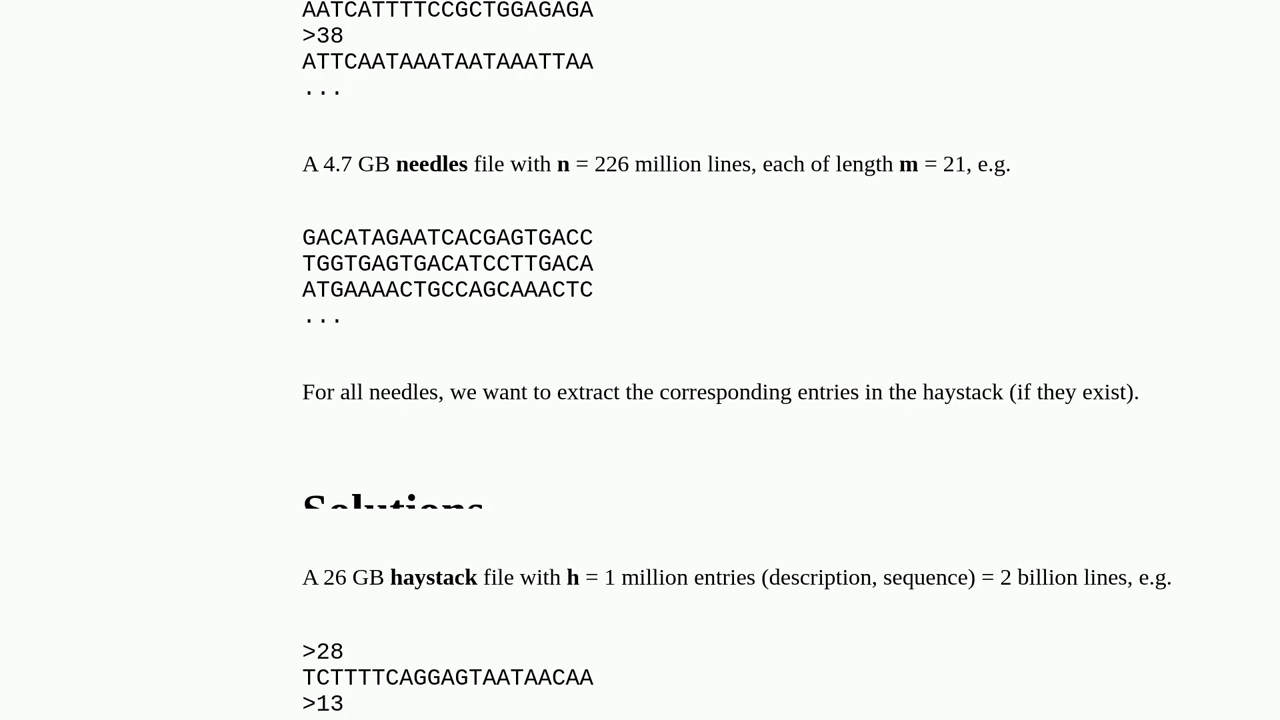 AATCATTTTCCGCTGGAGAGA
>38
ATTCAATAAATAATAAATTAA
...
A 4.7 GB needles file with n = 226 million lines, each of length m = 21, e.g.
GACATAGAATCACGAGTGACC
TGGTGAGTGACATCCTTGACA
ATGAAAACTGCCAGCAAACTC
...
For all needles, we want to extract the corresponding entries in the haystack (if they exist).
Solutions
A 26 GB haystack file with h = 1 million entries (description, sequence) = 2 billion lines, e.g.
>28
TCTTTTCAGGAGTAATAACAA
>13